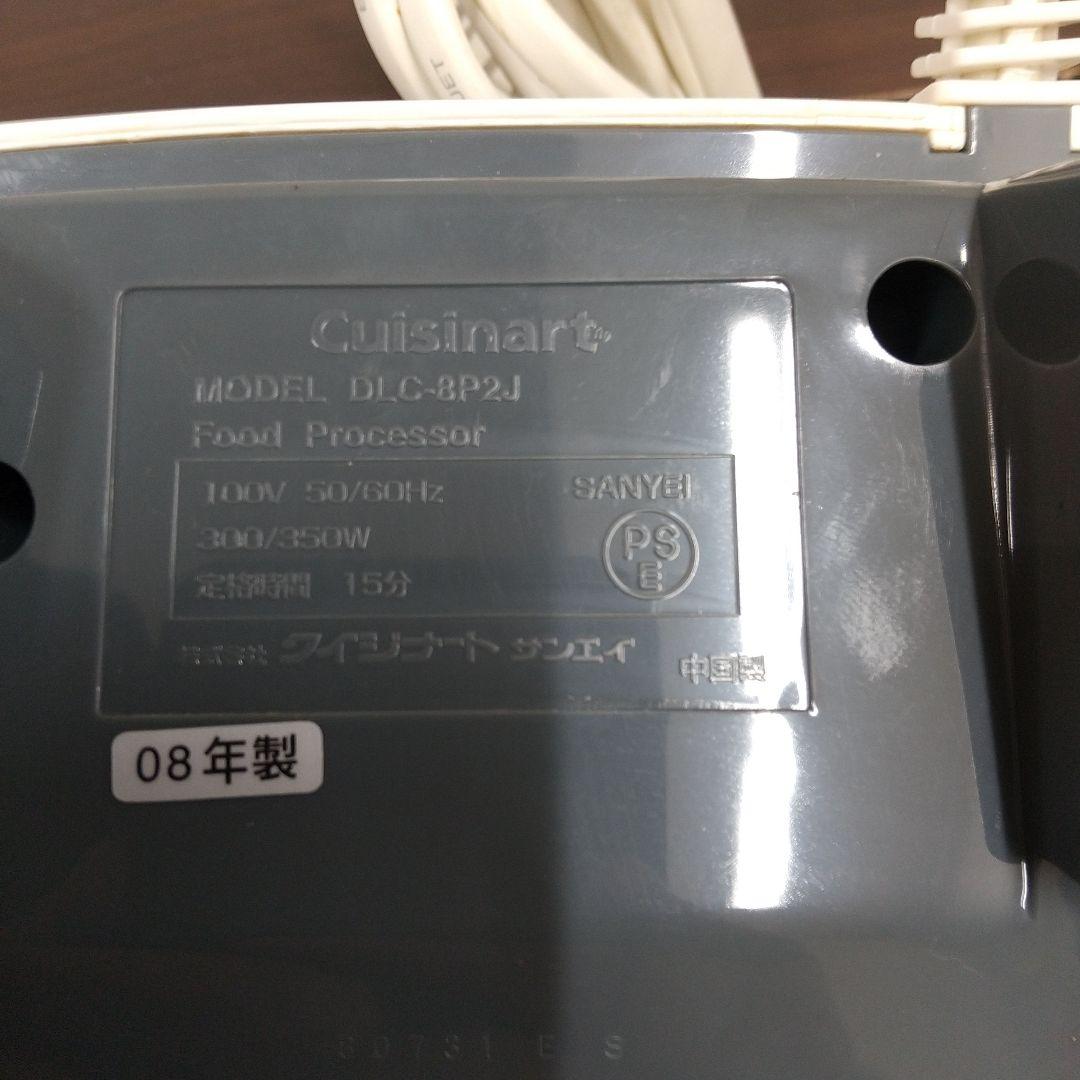 JET
Cuisinart
MODEL DLC-8P2J
Food Processor
100V 50/60Hz
SANYEI
300/350W
PS
E
定格時間 15分
株式会社 クイジナート サンエイ
中国製
08年製